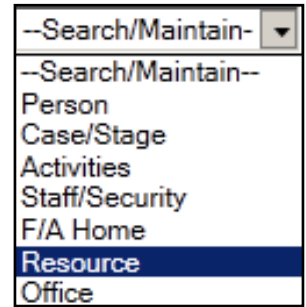 --Search/Maintain-
--Search/Maintain--
Person
Case/Stage
Activities
Staff/Security
F/A Home
Resource
Office